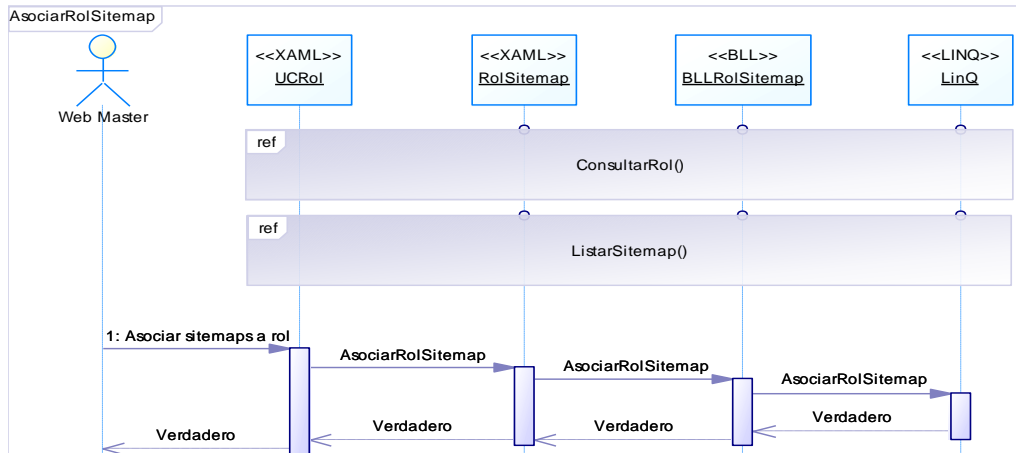 AsociarRolSitemap
<<XAML>>
UCRol
<<XAML>>
RolSitemap
<<BLL>>
BLLRolSitemap
<<LINQ>>
LinQ
Web Master
ref
ConsultarRol()
ref
ListarSitemap()
1: Asociar sitemaps a rol
AsociarRolSitemap
AsociarRolSitemap
AsociarRolSitemap
Verdadero
Verdadero
Verdadero
Verdadero